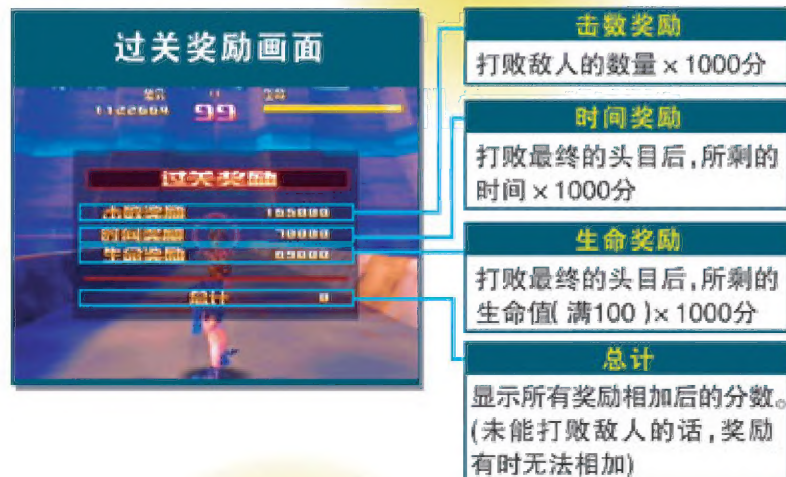 过关奖励画面
1122604 99
过关奖励
击数奖励 165000
时间奖励 70000
生命奖励 89000
总计 0
击数奖励
打败敌人的数量×1000分
时间奖励
打败最终的头目后,所剩的
时间×1000分
生命奖励
打败最终的头目后,所剩的
生命值(满100)×1000分
总计
显示所有奖励相加后的分数。
(未能打败敌人的话,奖励
有时无法相加)